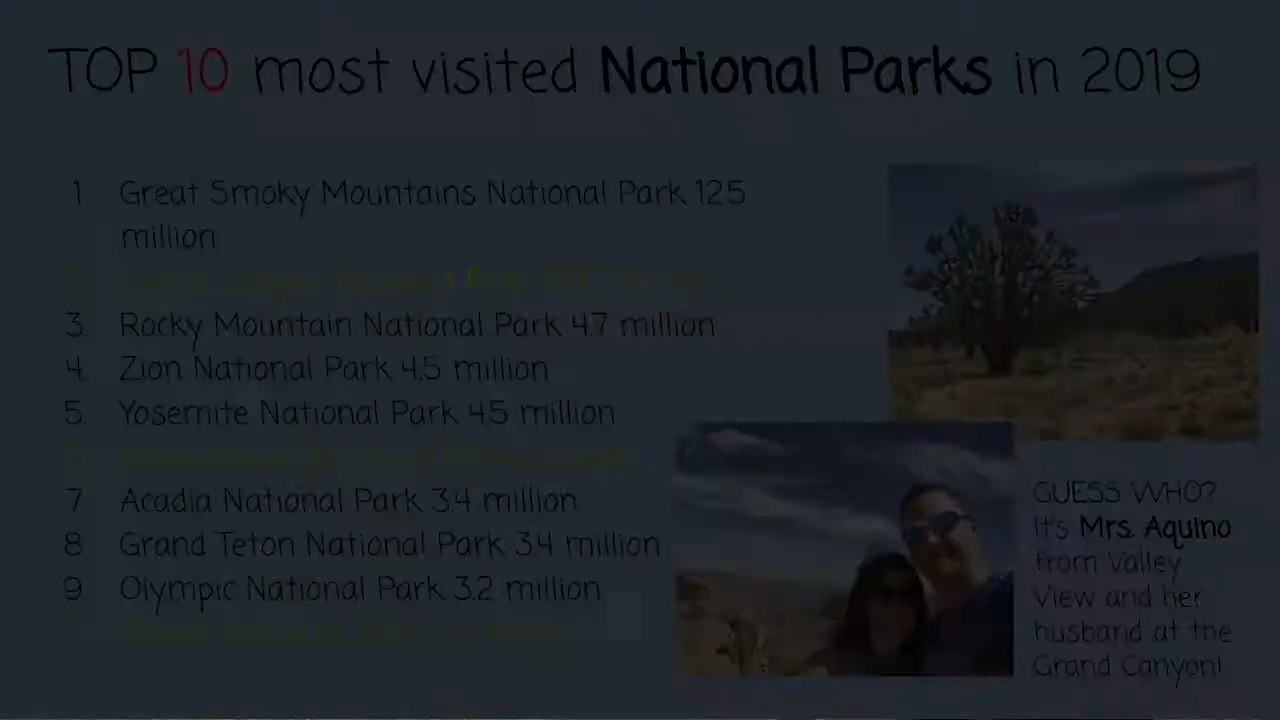 TOP 10 most visited National Parks in 2019
1. Great Smoky Mountains National Park 12.5
million
3. Rocky Mountain National Park 4.7 million
4. Zion National Park 4.5 million
5. Yosemite National Park 4.5 million
7. Acadia National Park 3.4 million
8. Grand Teton National Park 3.4 million
9. Olympic National Park 3.2 million
GUESS WHO?
It's Mrs. Aquino
from Valley
View and her
husband at the
Grand Canyon!